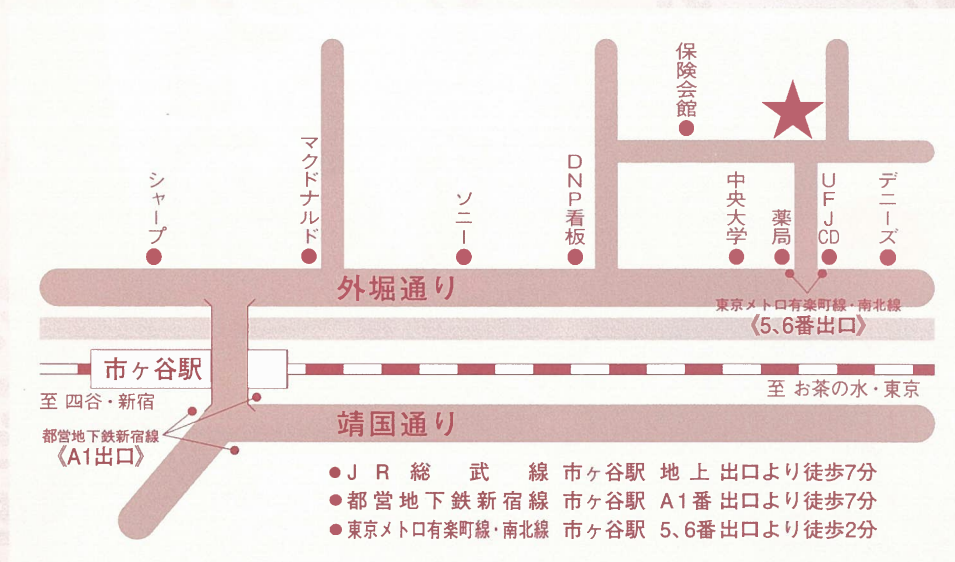 保険会館
シャープ
マクドナルド
ソニー
DNP看板
中央大学
薬局
UFJCD
デニーズ
外堀通り
東京メトロ有楽町線・南北線
《5、6番出口》
市ヶ谷駅
至 四谷・新宿
至 お茶の水・東京
都営地下鉄新宿線
《A1出口》
靖国通り
●JR総武線 市ヶ谷駅 地上 出口より徒歩7分
●都営地下鉄新宿線 市ヶ谷駅 A1番 出口より徒歩7分
●東京メトロ有楽町線・南北線 市ヶ谷駅 5、6番出口より徒歩2分